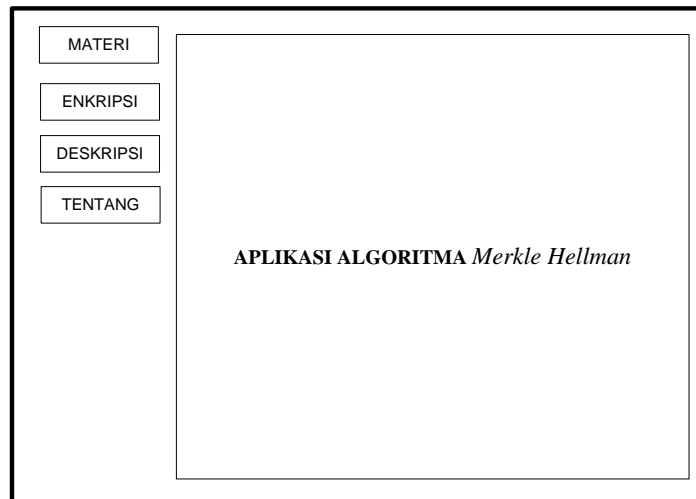 MATERI
ENKRIPSI
DESKRIPSI
TENTANG
APLIKASI ALGORITMA Merkle Hellman